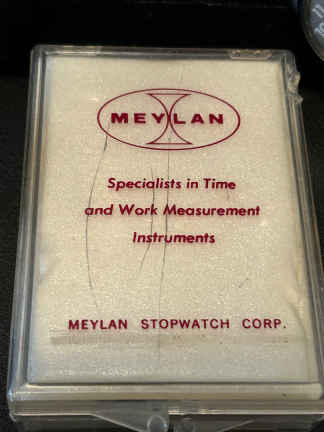 MEYLAN
Specialists in Time
and Work Measurement
Instruments
MEYLAN STOPWATCH CORP.